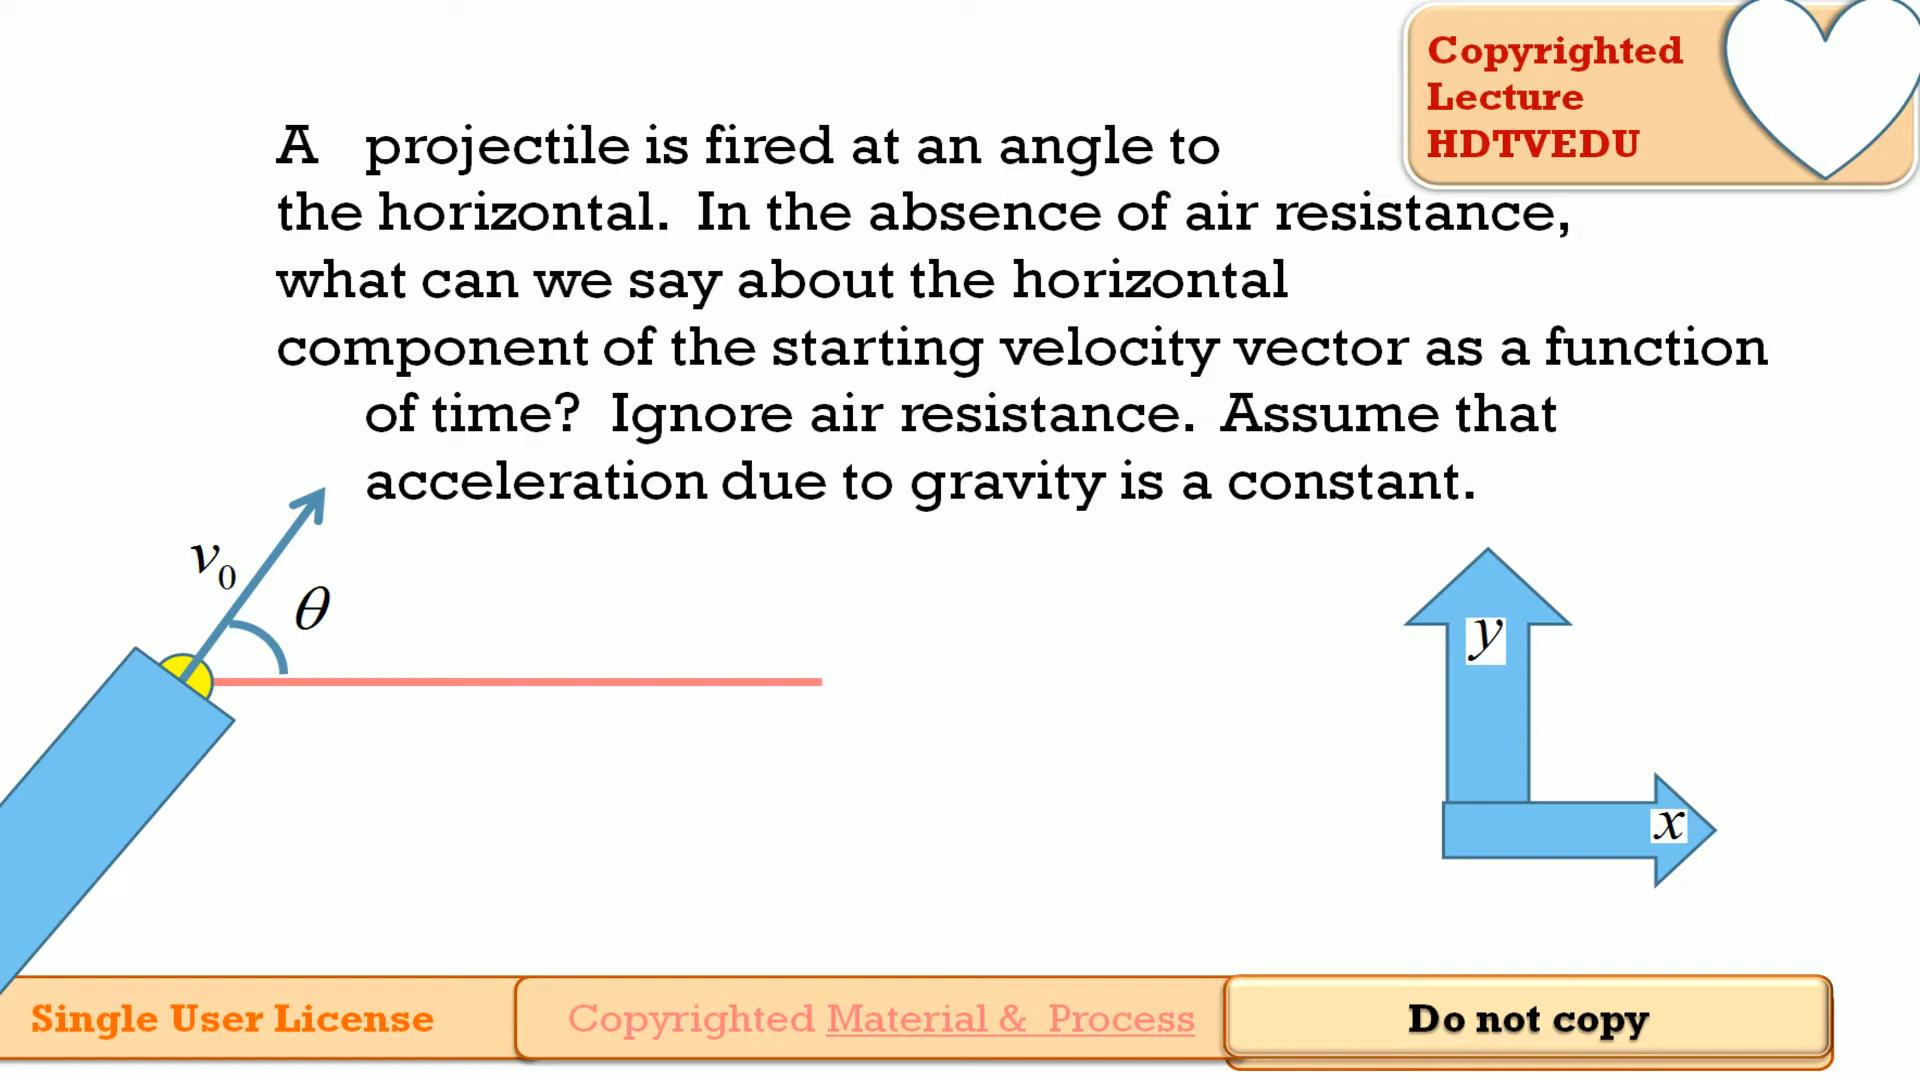 Copyrighted
Lecture
HDTVEDU
A projectile is fired at an angle to
the horizontal. In the absence of air resistance,
what can we say about the horizontal
component of the starting velocity vector as a function
of time? Ignore air resistance. Assume that
acceleration due to gravity is a constant.
v₀
θ
y
x
Single User License
Copyrighted Material & Process
Do not copy